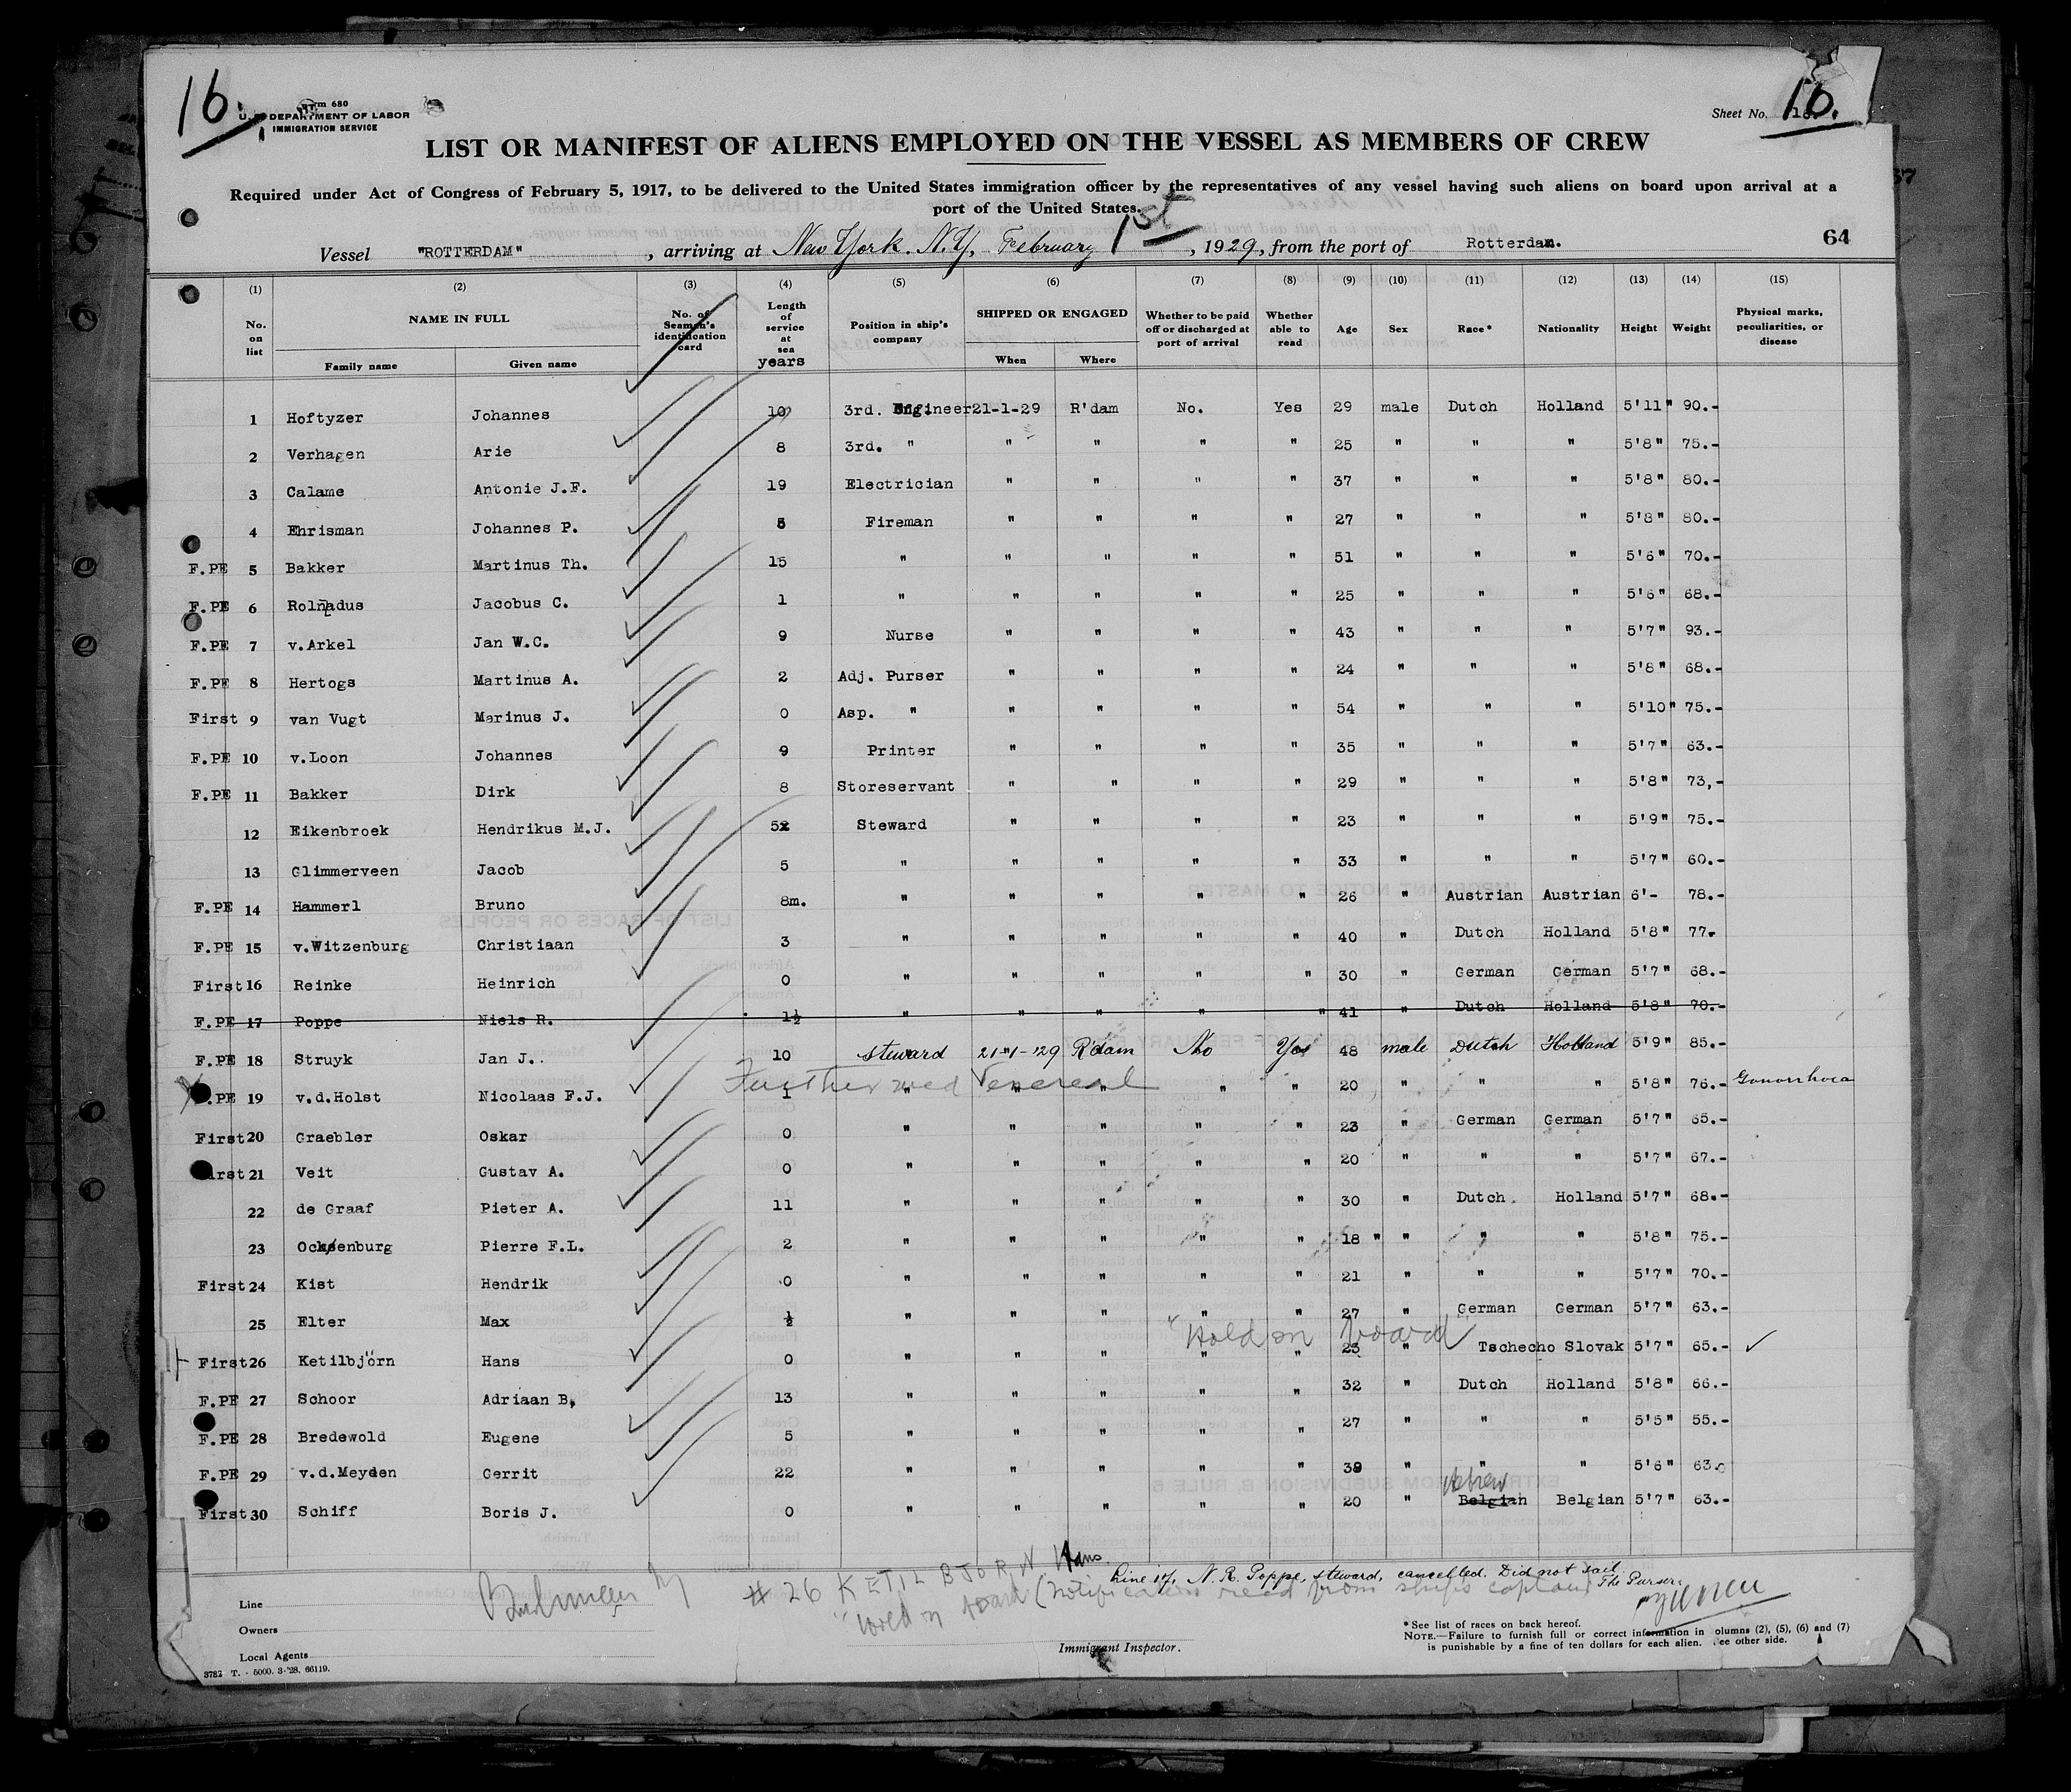 16.
Form 680
U.S. DEPARTMENT OF LABOR
IMMIGRATION SERVICE
Sheet No. 16.
LIST OR MANIFEST OF ALIENS EMPLOYED ON THE VESSEL AS MEMBERS OF CREW
Required under Act of Congress of February 5, 1917, to be delivered to the United States immigration officer by the representatives of any vessel having such aliens on board upon arrival at a
port of the United States.
Vessel "ROTTERDAM", arriving at New York. N.Y, February 1st, 1929, from the port of Rotterdam. 64
(1) (2) (3) (4) (5) (6) (7) (8) (9) (10) (11) (12) (13) (14) (15)
No. on list NAME IN FULL Family name Given name No. of Seaman's identification card Length of service at sea years Position in ship's company SHIPPED OR ENGAGED When Where Whether to be paid off or discharged at port of arrival Whether able to read Age Sex Race* Nationality Height Weight Physical marks, peculiarities, or disease
1 Hoftyzer Johannes 10 3rd. Engineer 21-1-29 R'dam No. Yes 29 male Dutch Holland 5'11" 90.-
2 Verhagen Arie 8 3rd. " " " " " 25 " " " 5'8" 75.-
3 Calame Antonie J.F. 19 Electrician " " " " 37 " " " 5'8" 80.-
4 Ehrisman Johannes P. 5 Fireman " " " " 27 " " " 5'8" 80.-
F.PE 5 Bakker Martinus Th. 15 " " " " " 51 " " " 5'6" 70.-
F.PE 6 Jacobus C. 1 " " " " " 25 " " " 5'6" 68.-
F.PE 7 v.Arkel Jan W.C. 9 Nurse " " " " 43 " " " 5'7" 93.-
F.PE 8 Hertogs Martinus A. 2 Adj. Purser " " " " 24 " " " 5'8" 68.-
First 9 van Vugt Marinus J. 0 Asp. " " " " " 54 " " " 5'10" 75.-
F.PE 10 v.Loon Johannes 9 Printer " " " " 35 " " " 5'7" 63.-
F.PE 11 Bakker Dirk 8 Storeservant " " " " 29 " " " 5'8" 73,-
12 Eikenbroek Hendrikus M.J. 5 Steward " " " " 23 " " " 5'9" 75.-
13 Glimmerveen Jacob 5 " " " " " 33 " " " 5'7" 60.-
F.PE 14 Hammerl Bruno 8m. " " " " " 26 " Austrian Austrian 6'- 78.-
F.PE 15 v.Witzenburg Christiaan 3 " " " " " 40 " Dutch Holland 5'8" 77.
First 16 Reinke Heinrich 0 " " " " " 30 " German German 5'7" 68.-
F.PE 17 Poppe Niels R. 1½ " " " " " 41 " Dutch Holland 5'8" 70.-
F.PE 18 Struyk Jan J. 10 steward 21-1-'29 R'dam No Yes 48 male Dutch Holland 5'9" 85.-
Further med Venereal
F.PE 19 v.d.Holst Nicolaas F.J. 1 " " " " " 20 " " " 5'8" 76.- Gonorrhoea
First 20 Graebler Oskar 0 " " " " " 23 " German German 5'7" 65.-
First 21 Veit Gustav A. 0 " " " " " 20 " " " 5'7" 67.-
22 de Graaf Pieter A. 11 " " " " " 30 " Dutch. Holland 5'7" 68.-
23 Ochsenburg Pierre F.L. 2 " " " " " 18 " " " " 5'8" 75.-
First 24 Kist Hendrik 0 " " " " " 21 " " " 5'7" 70.-
25 Elter Max ½ " " " " " 27 " German German 5'7" 63.-
"Hold on board"
First 26 Ketilbjörn Hans 0 " " " " " 23 " Tschecho Slovak 5'7" 65.- ✓
F.PE 27 Schoor Adriaan B. 13 " " " " " 32 " Dutch Holland 5'8" 66.-
F.PE 28 Bredewold Eugene 5 " " " " " 27 " " " 5'5" 55.-
F.PE 29 v.d.Meyden Gerrit 22 " " " " " 38 " " " 5'6" 63.
Hebrew
First 30 Schiff Boris J. 0 " " " " " 20 " Belgian Belgian 5'7" 63.-
# 26 KETILBJORN Hans.
Line 17, N. R. Poppe, steward, cancelled. Did not sail.
The Purser:
"Hold on board (Notification recd from ships captain
Line
Owners
Local Agents
Immigrant Inspector.
* See list of races on back hereof.
NOTE.—Failure to furnish full or correct information in columns (2), (5), (6) and (7)
is punishable by a fine of ten dollars for each alien. See other side.
3782 T. - 5000. 3-'28. 66119.